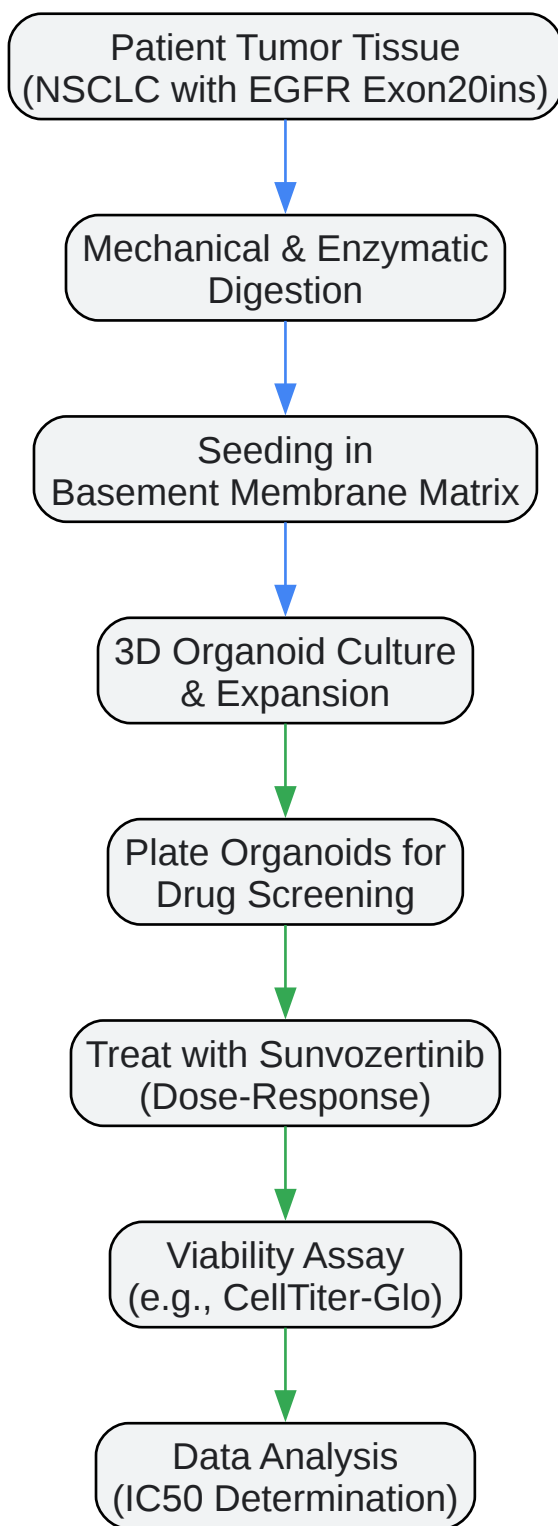 Patient Tumor Tissue
(NSCLC with EGFR Exon20ins)
Mechanical & Enzymatic
Digestion
Seeding in
Basement Membrane Matrix
3D Organoid Culture
& Expansion
Plate Organoids for
Drug Screening
Treat with Sunvozertinib
(Dose-Response)
Viability Assay
(e.g., CellTiter-Glo)
Data Analysis
(IC50 Determination)